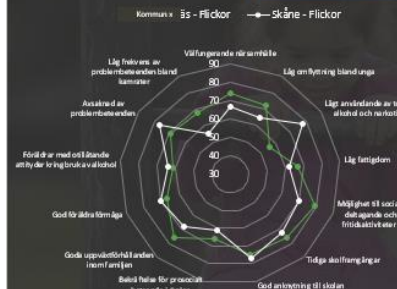 Kommun x
äs - Flickor
Skåne - Flickor
Välfungerande närsamhälle
90
80
70
60
50
40
30
Låg omflyttning bland unga
Lågt användande av to
alkohol och narkoti
Låg fattigdom
Möjlighet till socia
deltagande och
fritidsaktiviteter
Tidiga skolframgångar
God anknytning till skolan
Bekräftelse för prosocialt
Goda uppväxtförhållanden
inom familjen
God föräldraförmåga
Föräldrar med otillåtande
attityder kring bruk av alkohol
Avsaknad av
problembeteenden
Låg frekvens av
problembeteenden bland
kamrater